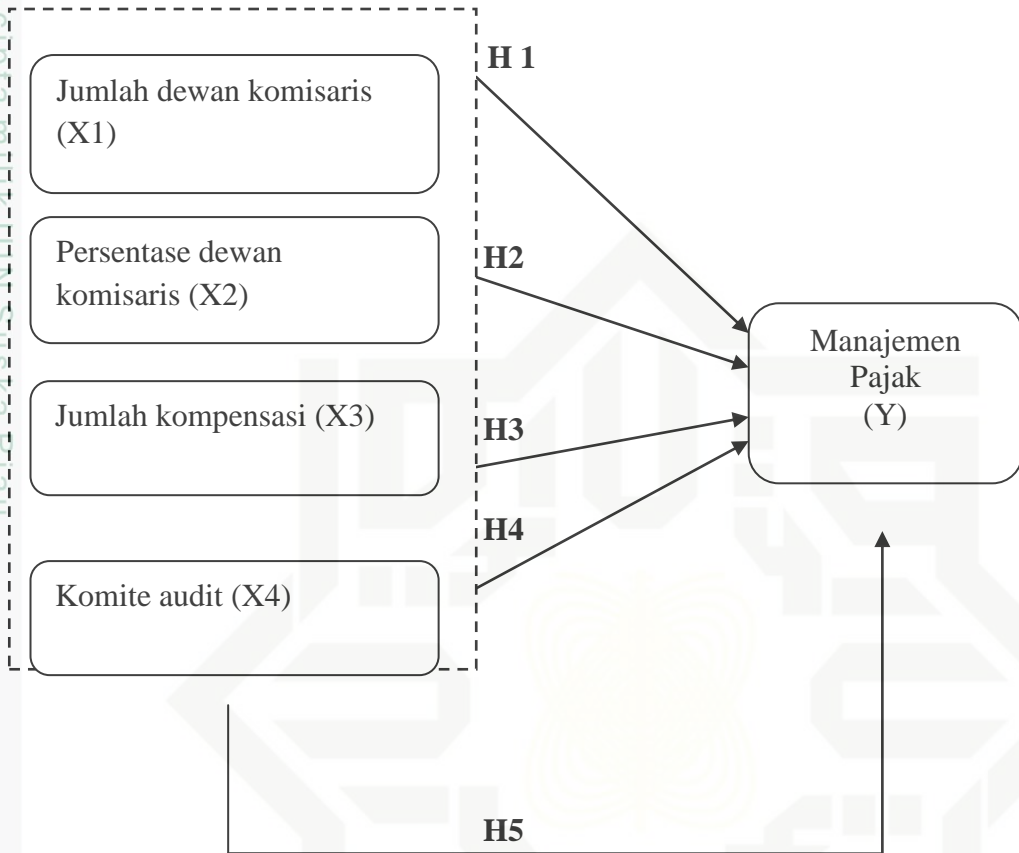 H 1
Jumlah dewan komisaris
(X1)
Persentase dewan
komisaris (X2)
H2
Manajemen
Pajak
(Y)
Jumlah kompensasi (X3)
H3
H4
Komite audit (X4)
H5